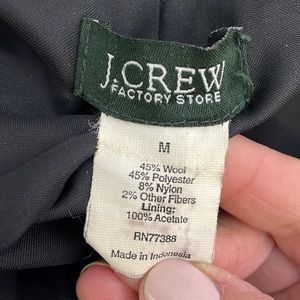 J.CREW
FACTORY STORE
M
45% Wool
45% Polyester
8% Nylon
2% Other Fibers
Lining:
100% Acetate
RN77388
Made in Indonesia